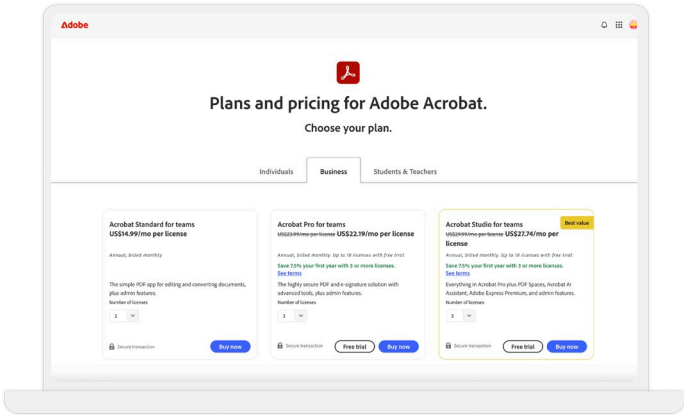 Adobe
Plans and pricing for Adobe Acrobat.
Choose your plan.
Individuals
Business
Students & Teachers
Acrobat Standard for teams
US$14.99/mo per license
Annual, billed monthly
The simple PDF app for editing and converting documents,
plus admin features.
Number of licenses
2
Secure transaction
Buy now
Acrobat Pro for teams
US$23.99/mo per license US$22.19/mo per license
Annual, billed monthly. Up to 10 licenses with free trial.
Save 7.5% your first year with 3 or more licenses.
See terms
The highly secure PDF and e-signature solution with
advanced tools, plus admin features.
Number of licenses
3
Secure transaction
Free trial
Buy now
Best value
Acrobat Studio for teams
US$29.99/mo per license US$27.74/mo per
license
Annual, billed monthly. Up to 10 licenses with free trial.
Save 7.5% your first year with 3 or more licenses.
See terms
Everything in Acrobat Pro plus PDF Spaces, Acrobat AI
Assistant, Adobe Express Premium, and admin features.
Number of licenses
3
Secure transaction
Free trial
Buy now